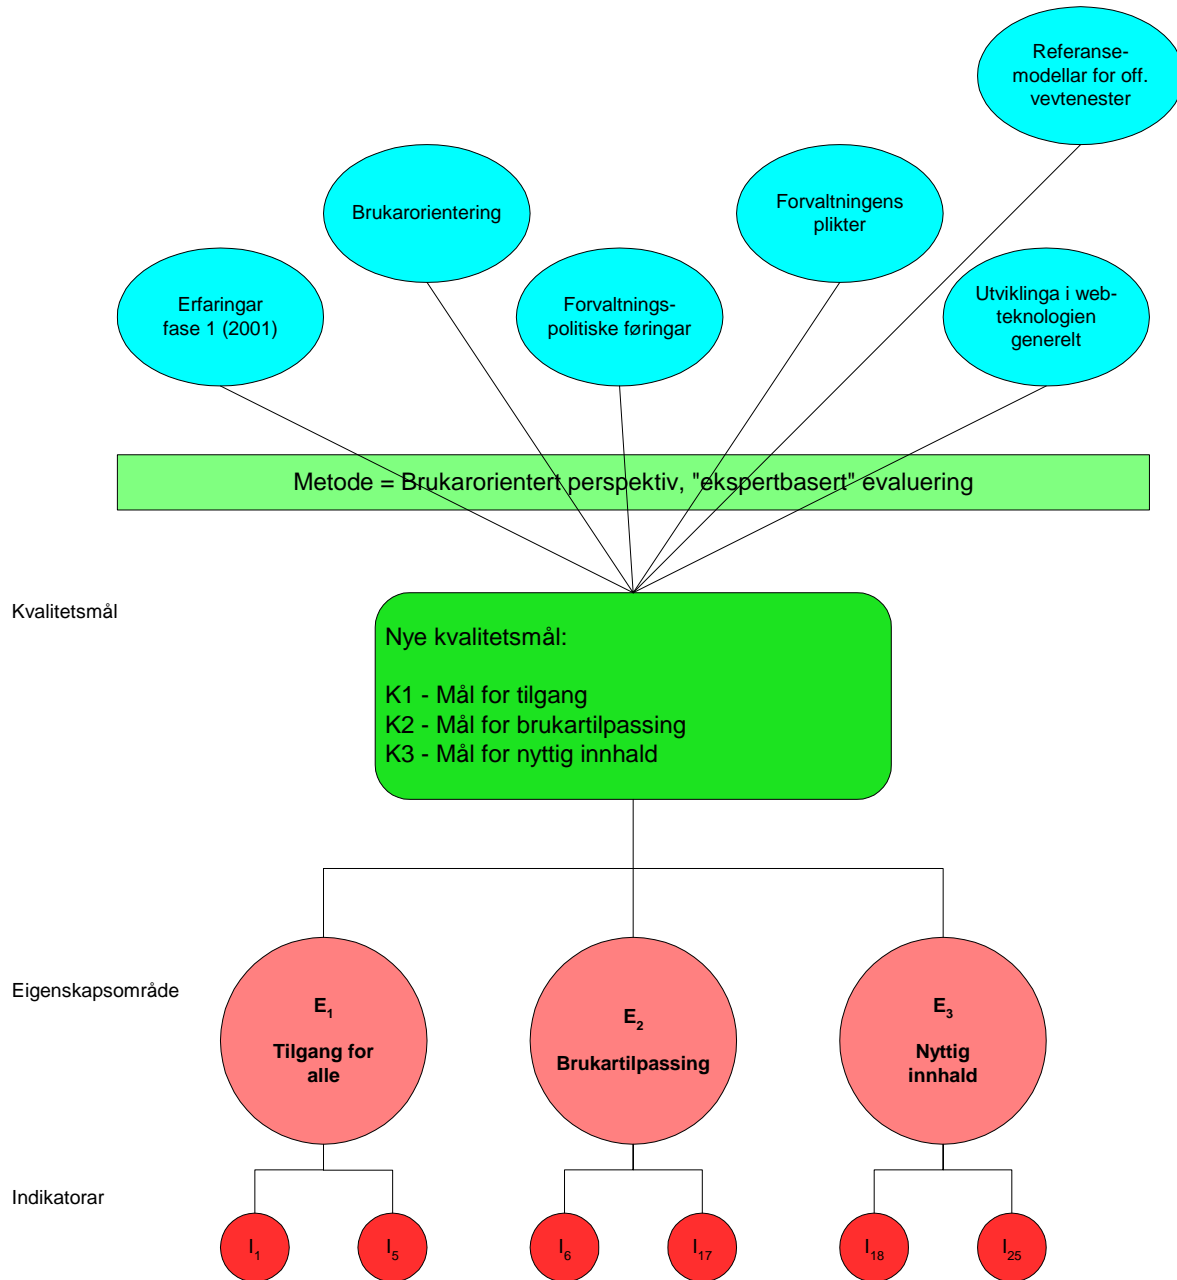 Referanse-
modellar for off.
vevtenester
Brukarorientering
Forvaltningens
plikter
Erfaringar
fase 1 (2001)
Forvaltnings-
politiske føringar
Utviklinga i web-
teknologien
generelt
Metode = Brukarorientert perspektiv, "ekspertbasert" evaluering
Kvalitetsmål
Nye kvalitetsmål:
K1 - Mål for tilgang
K2 - Mål for brukartilpassing
K3 - Mål for nyttig innhald
Eigenskapsområde
E1
Tilgang for
alle
E2
Brukartilpassing
E3
Nyttig
innhald
Indikatorar
I1
I5
I6
I17
I18
I25